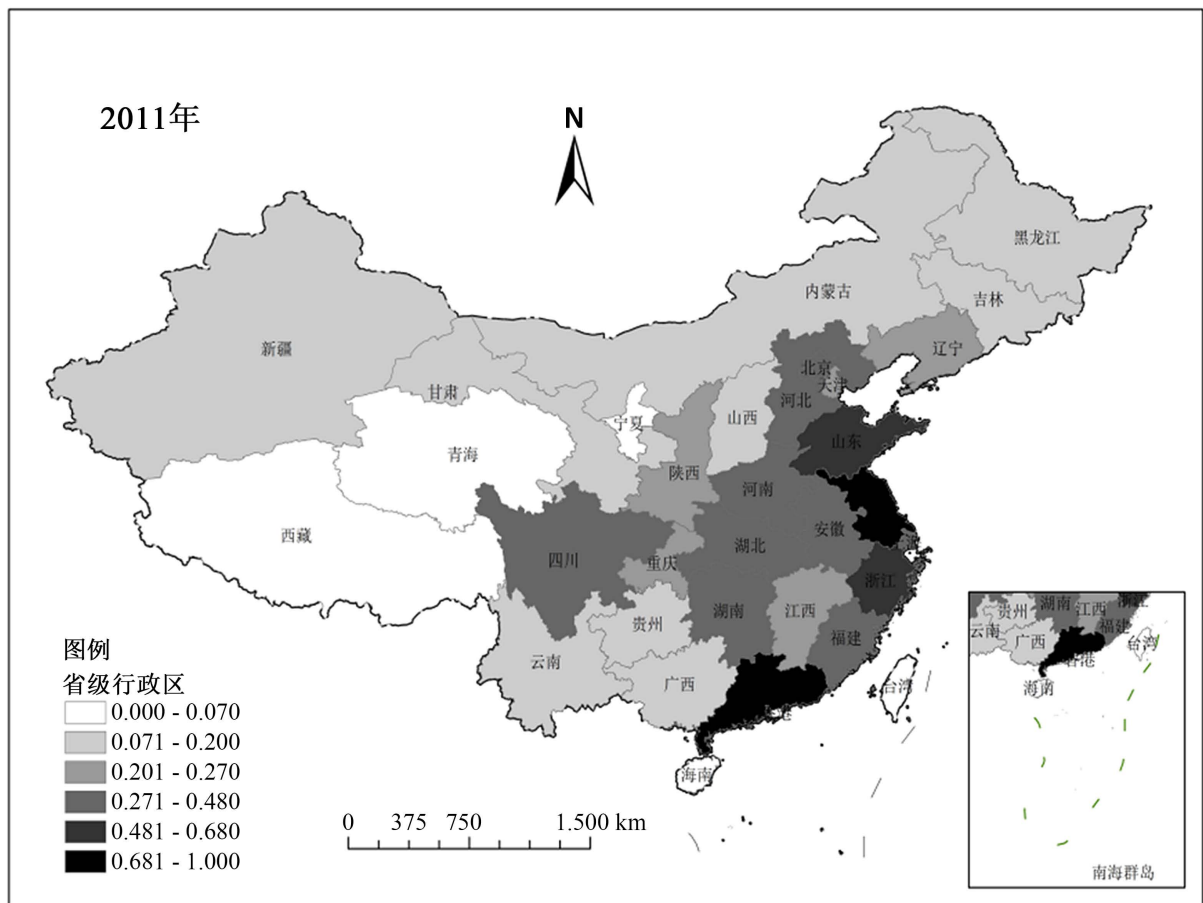 2011年
N
黑龙江
内蒙古
吉林
新疆
辽宁
北京
天津
甘肃
河北
宁夏
山西
山东
青海
陕西
河南
西藏
安徽
湖北
四川
重庆
浙江
湖南
江西
贵州
福建
云南
广西
台湾
海南
图例
省级行政区
0.000 - 0.070
0.071 - 0.200
0.201 - 0.270
0.271 - 0.480
0.481 - 0.680
0.681 - 1.000
0 375 750 1.500 km
浙江
湖南
江西
贵州
福建
云南
广西
台湾
香港
海南
南海群岛